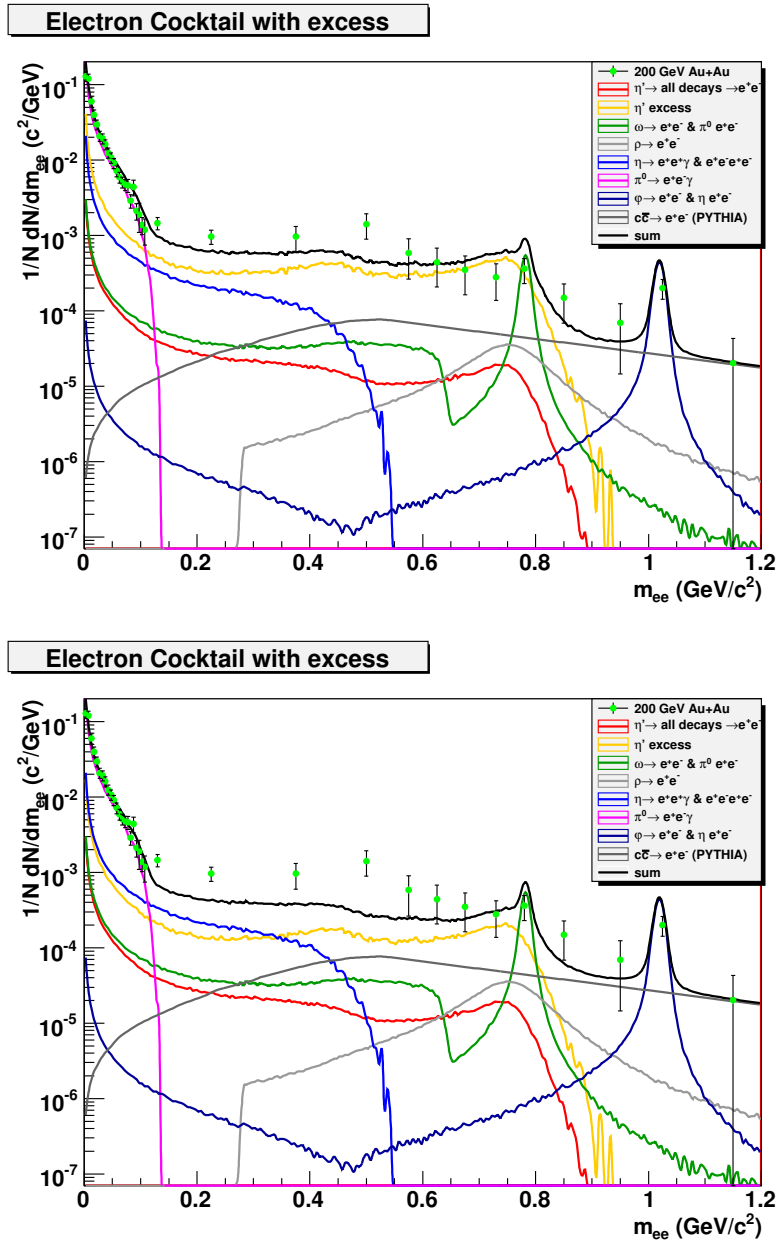 Electron Cocktail with excess
1/N dN/dm_ee (c²/GeV)
10⁻¹
10⁻²
10⁻³
10⁻⁴
10⁻⁵
10⁻⁶
10⁻⁷
200 GeV Au+Au
η'→ all decays →e⁺e⁻
η' excess
ω→ e⁺e⁻ & π⁰ e⁺e⁻
ρ→ e⁺e⁻
η→ e⁺e⁺γ & e⁺e⁻e⁺e⁻
π⁰→ e⁺e⁻γ
φ→ e⁺e⁻ & η e⁺e⁻
cc̅→ e⁺e⁻ (PYTHIA)
sum
0 0.2 0.4 0.6 0.8 1 1.2
m_ee (GeV/c²)
Electron Cocktail with excess
1/N dN/dm_ee (c²/GeV)
10⁻¹
10⁻²
10⁻³
10⁻⁴
10⁻⁵
10⁻⁶
10⁻⁷
200 GeV Au+Au
η'→ all decays →e⁺e⁻
η' excess
ω→ e⁺e⁻ & π⁰ e⁺e⁻
ρ→ e⁺e⁻
η→ e⁺e⁺γ & e⁺e⁻e⁺e⁻
π⁰→ e⁺e⁻γ
φ→ e⁺e⁻ & η e⁺e⁻
cc̅→ e⁺e⁻ (PYTHIA)
sum
0 0.2 0.4 0.6 0.8 1 1.2
m_ee (GeV/c²)